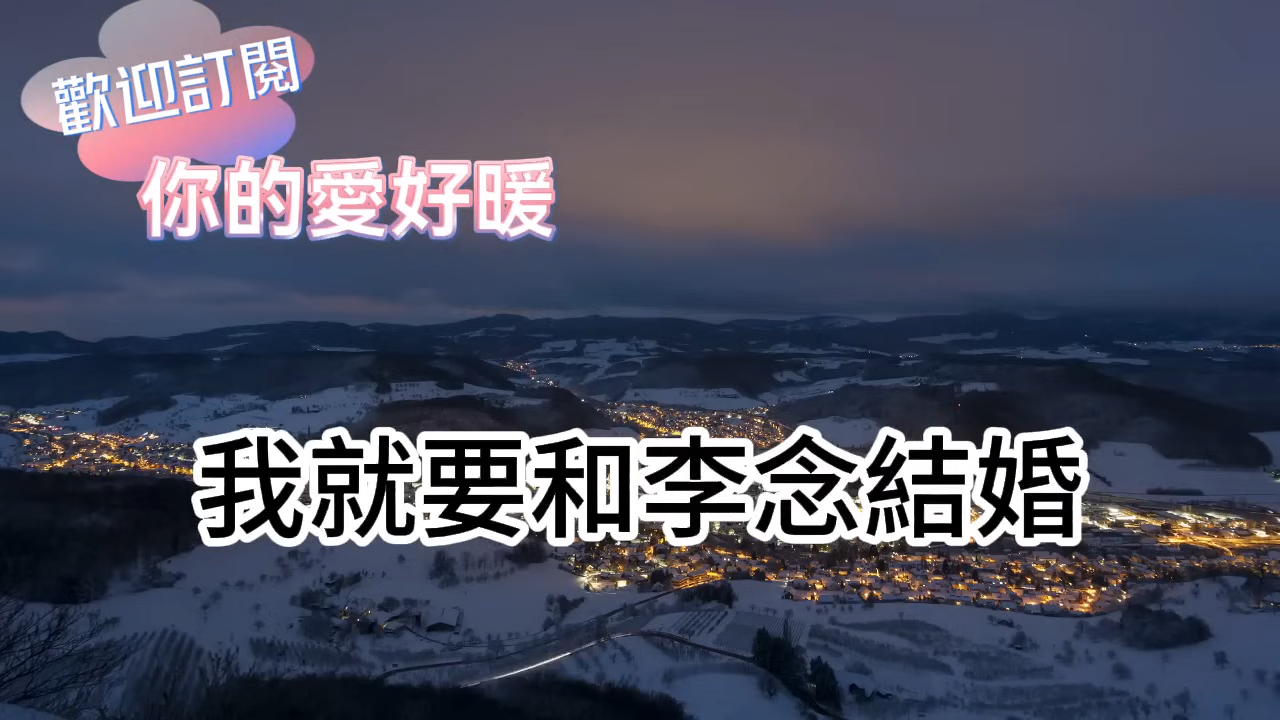 歡迎訂閱
你的愛好暖
我就要和李念結婚